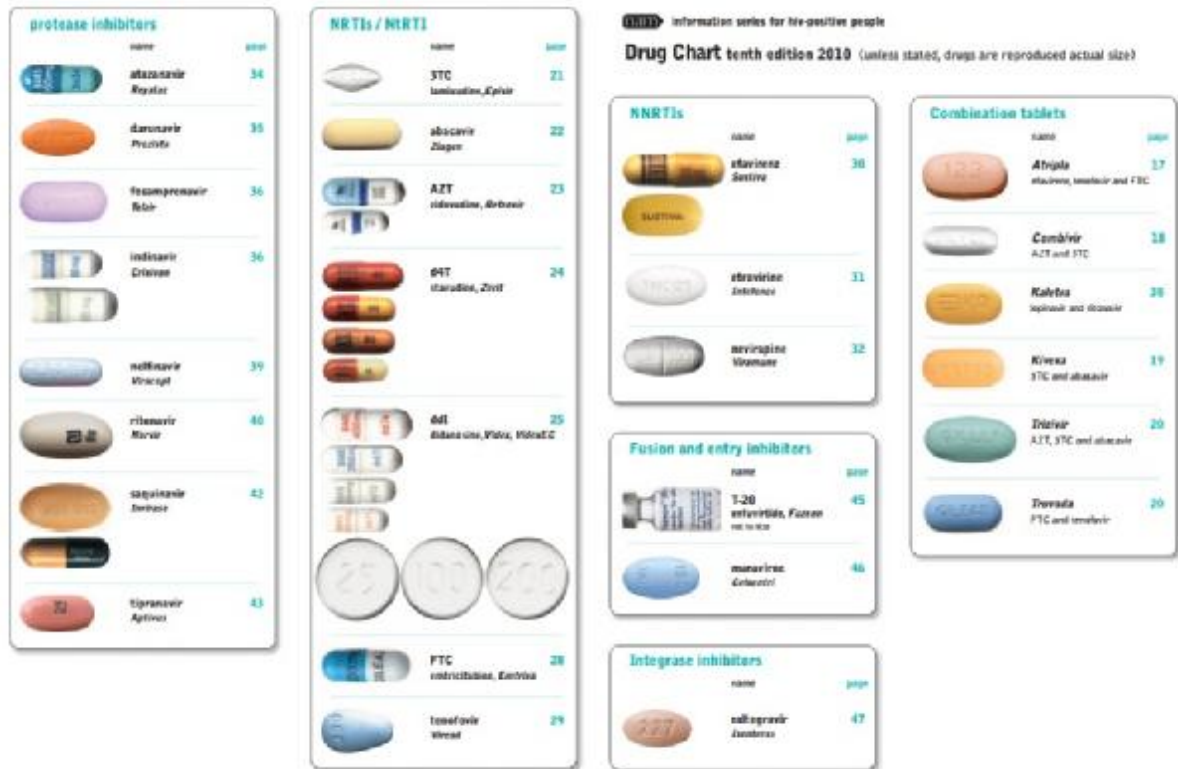 protease inhibitors
name page
atazanavir 34
Reyataz
darunavir 35
Prezista
fosamprenavir 36
Telzir
indinavir 36
Crixivan
nelfinavir 39
Viracept
ritonavir 40
Norvir
saquinavir 42
Invirase
tipranavir 43
Aptivus
NRTIs / NtRTI
name page
3TC 21
lamivudine, Epivir
abacavir 22
Ziagen
AZT 23
zidovudine, Retrovir
d4T 24
stavudine, Zerit
ddI 25
didanosine, Videx, VidexEC
25
100
200
FTC 28
emtricitabine, Emtriva
tenofovir 29
Viread
information series for hiv-positive people
Drug Chart tenth edition 2010 (unless stated, drugs are reproduced actual size)
NNRTIs
name page
efavirenz 30
Sustiva
SUSTIVA
etravirine 31
Intelence
nevirapine 32
Viramune
Fusion and entry inhibitors
name page
T-20 45
enfuvirtide, Fuzeon
not to scale
maraviroc 46
Celsentri
Integrase inhibitors
name page
raltegravir 47
Isentress
227
Combination tablets
name page
Atripla 17
efavirenz, tenofovir and FTC
123
Combivir 18
AZT and 3TC
Kaletra 38
lopinavir and ritonavir
Kivexa 19
3TC and abacavir
Trizivir 20
AZT, 3TC and abacavir
Truvada 20
FTC and tenofovir